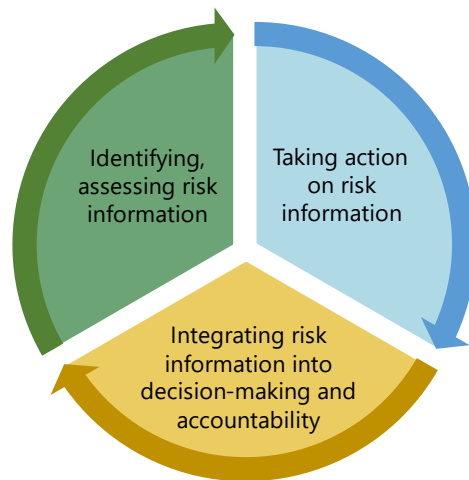 Identifying,
assessing risk
information
Taking action
on risk
information
Integrating risk
information into
decision-making and
accountability